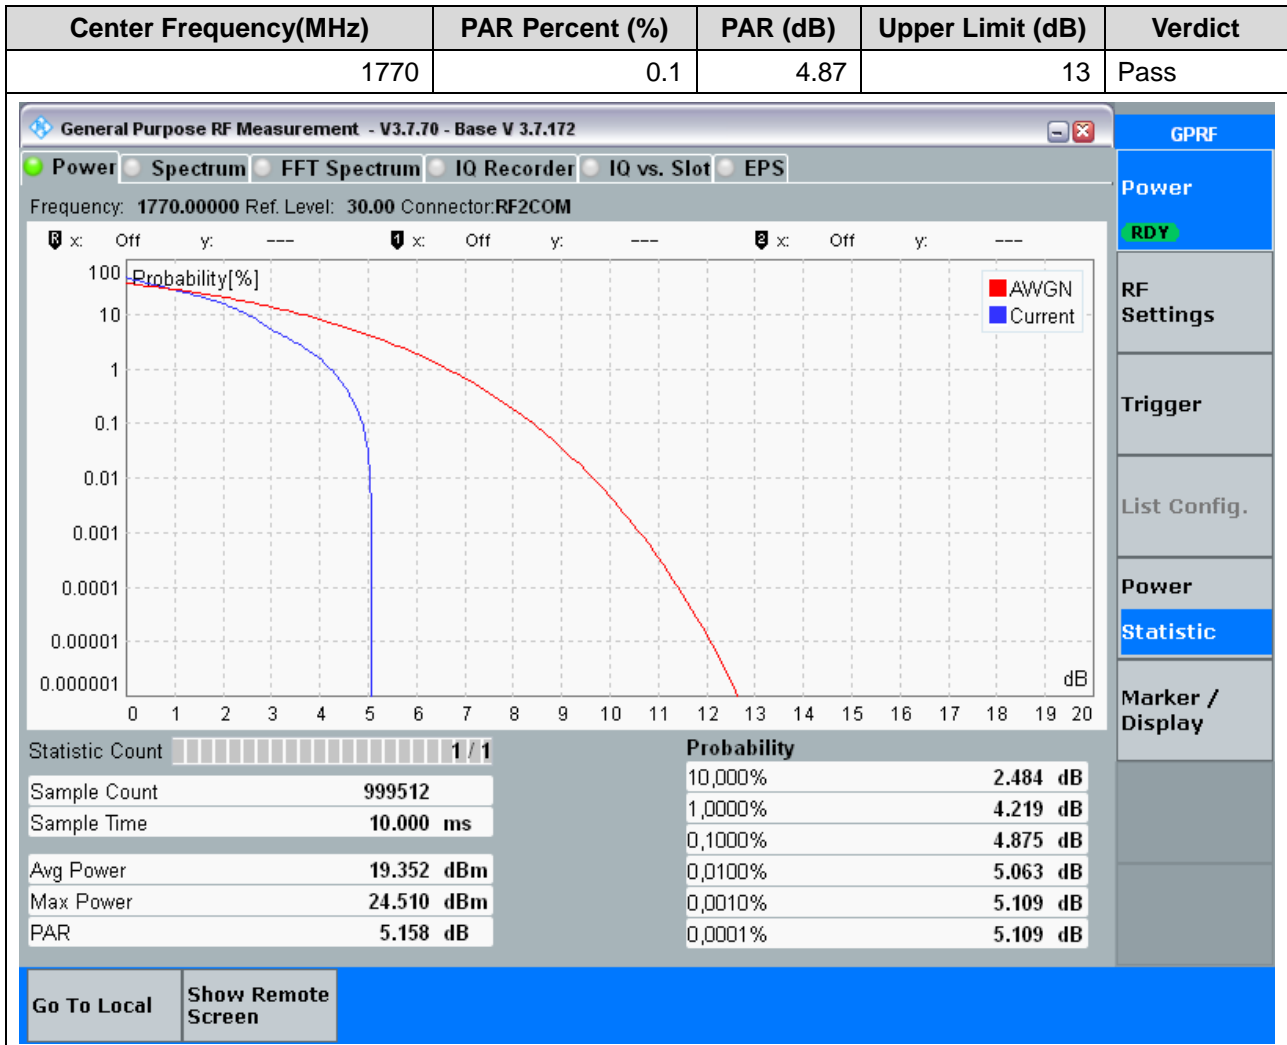 Center Frequency(MHz) PAR Percent (%) PAR (dB) Upper Limit (dB) Verdict
1770 0.1 4.87 13 Pass
General Purpose RF Measurement - V3.7.70 - Base V 3.7.172
GPRF
Power Spectrum FFT Spectrum IQ Recorder IQ vs. Slot EPS
Frequency: 1770.00000 Ref. Level: 30.00 Connector:RF2COM
R x: Off y: --- 1 x: Off y: --- 2 x: Off y: ---
Power
RDY
RF
Settings
Trigger
List Config.
Power
Statistic
Marker /
Display
Probability[%]
AWGN
Current
100
10
1
0.1
0.01
0.001
0.0001
0.00001
0.000001
dB
0 1 2 3 4 5 6 7 8 9 10 11 12 13 14 15 16 17 18 19 20
Statistic Count 1 / 1
Sample Count 999512
Sample Time 10.000 ms
Avg Power 19.352 dBm
Max Power 24.510 dBm
PAR 5.158 dB
Probability
10,000% 2.484 dB
1,0000% 4.219 dB
0,1000% 4.875 dB
0,0100% 5.063 dB
0,0010% 5.109 dB
0,0001% 5.109 dB
Go To Local
Show Remote
Screen